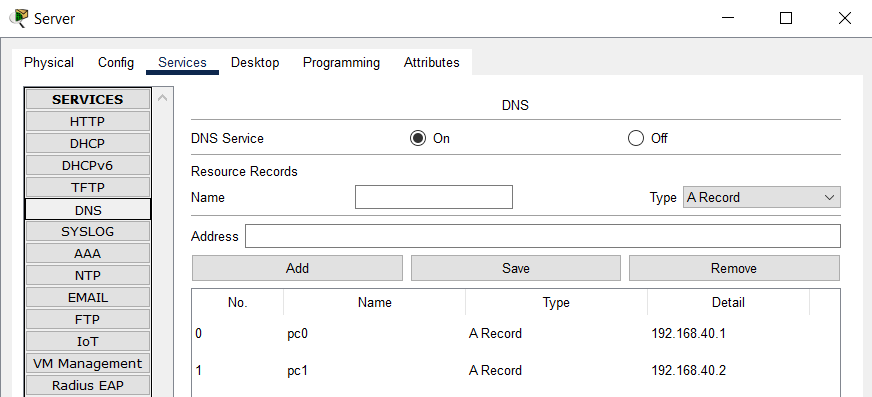 Server
Physical Config Services Desktop Programming Attributes
SERVICES
HTTP
DHCP
DHCPv6
TFTP
DNS
SYSLOG
AAA
NTP
EMAIL
FTP
IoT
VM Management
Radius EAP
DNS
DNS Service On Off
Resource Records
Name Type A Record
Address
Add Save Remove
No. Name Type Detail
0 pc0 A Record 192.168.40.1
1 pc1 A Record 192.168.40.2